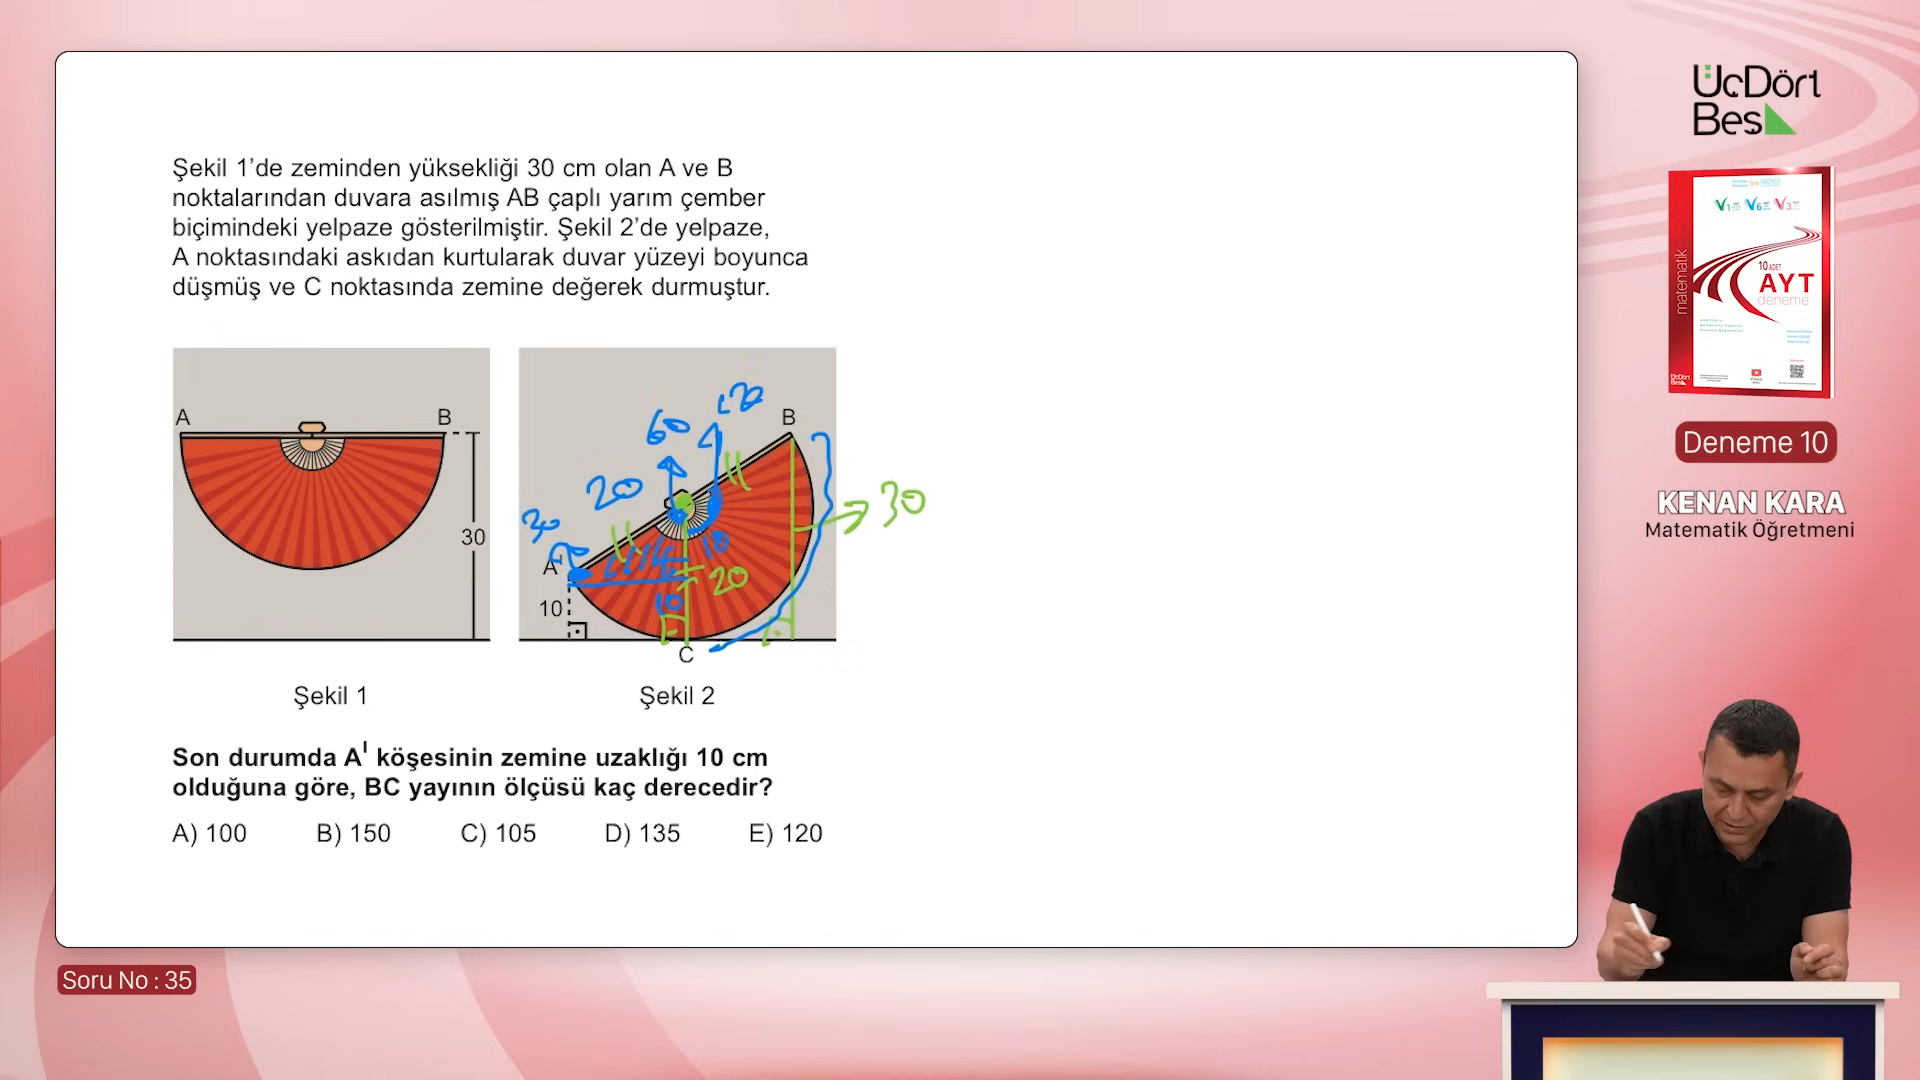 Şekil 1’de zeminden yüksekliği 30 cm olan A ve B
noktalarından duvara asılmış AB çaplı yarım çember
biçimindeki yelpaze gösterilmiştir. Şekil 2’de yelpaze,
A noktasındaki askıdan kurtularak duvar yüzeyi boyunca
düşmüş ve C noktasında zemine değerek durmuştur.
A
B
30
Şekil 1
120
60
B
20
30
30
A
10
20
10
10
C
Şekil 2
Son durumda Aᴵ köşesinin zemine uzaklığı 10 cm
olduğuna göre, BC yayının ölçüsü kaç derecedir?
A) 100 B) 150 C) 105 D) 135 E) 120
Soru No : 35
ÜçDört
Beş
matematik
10 ADET
AYT
deneme
Deneme 10
KENAN KARA
Matematik Öğretmeni